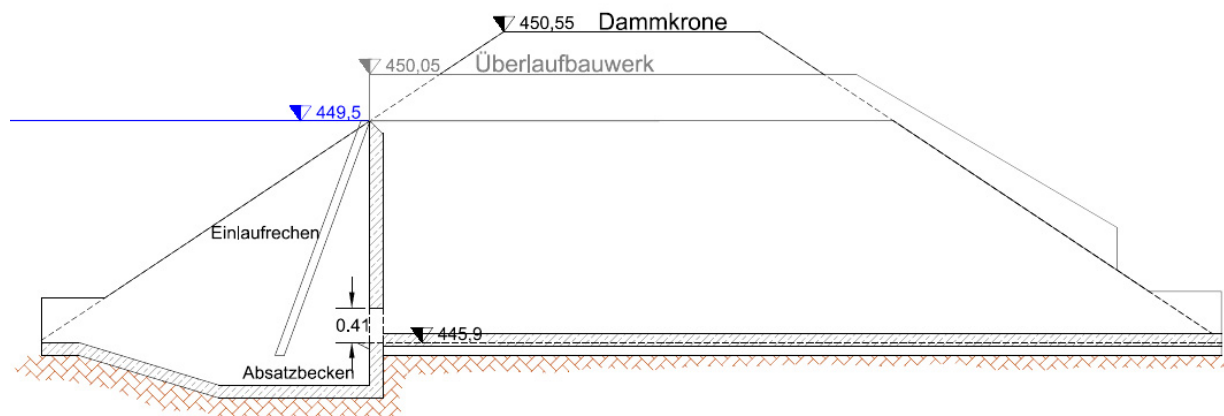 450,55 Dammkrone
450,05 Überlaufbauwerk
449,5
Einlaufrechen
0.41
445,9
Absatzbecken